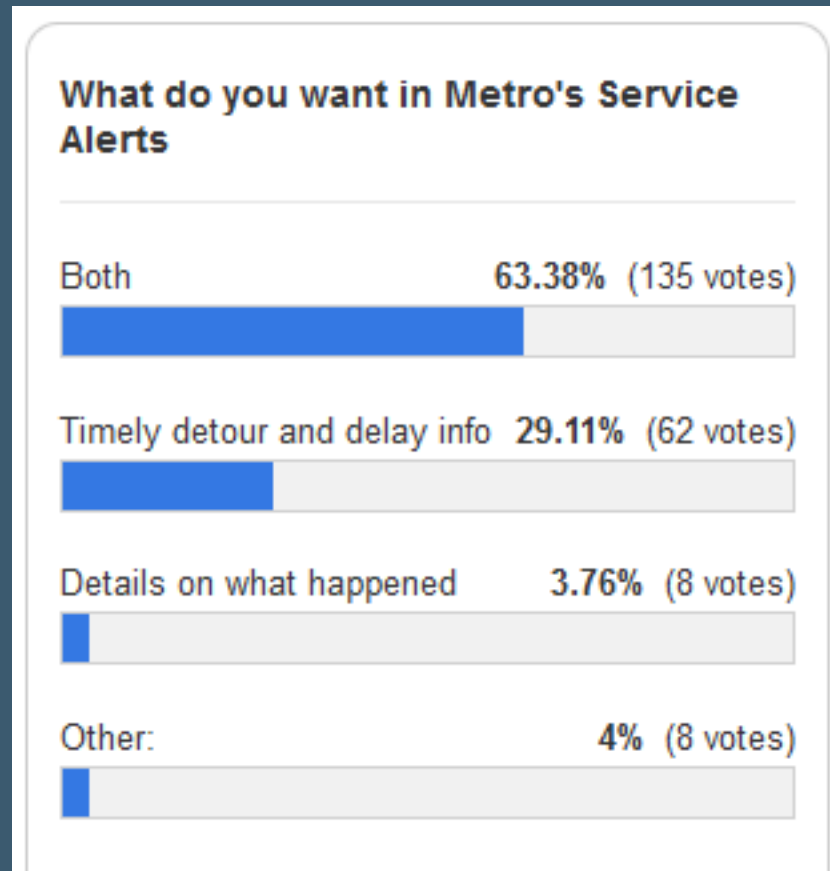 What do you want in Metro's Service
Alerts
Both 63.38% (135 votes)
Timely detour and delay info 29.11% (62 votes)
Details on what happened 3.76% (8 votes)
Other: 4% (8 votes)